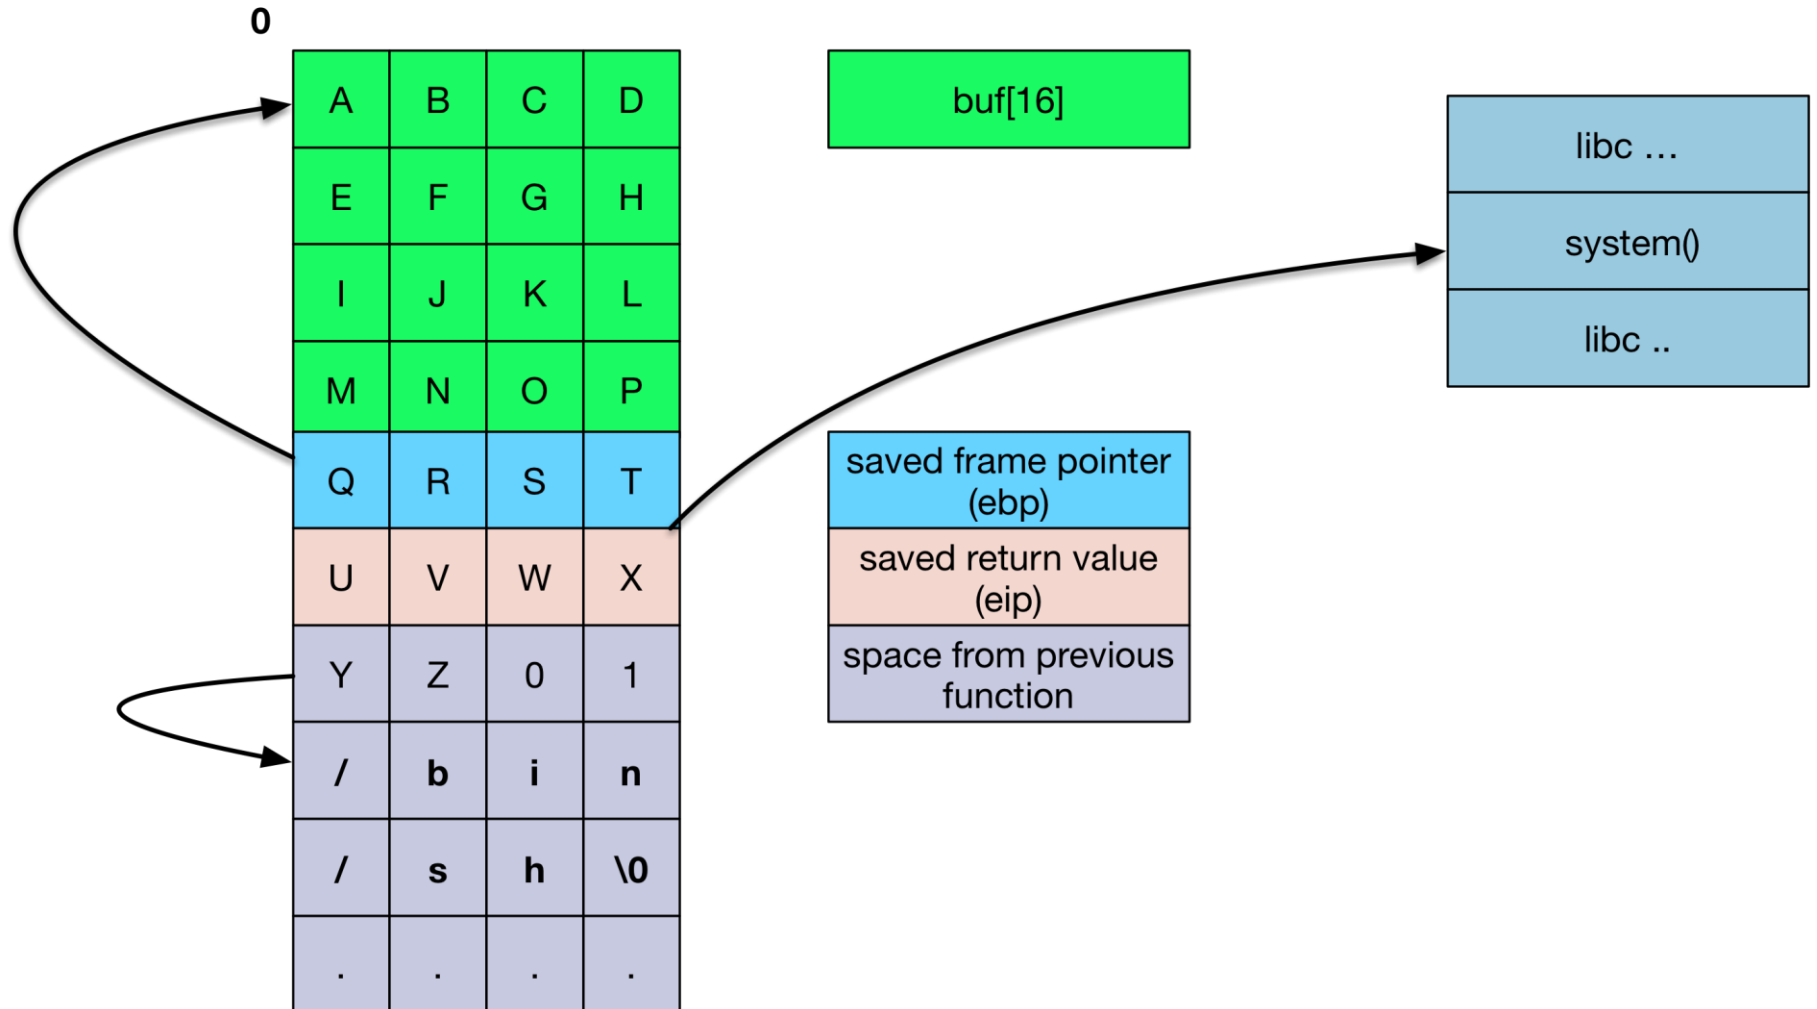 0
A B C D
buf[16]
libc ...
E F G H
system()
I J K L
libc ..
M N O P
Q R S T
saved frame pointer
(ebp)
U V W X
saved return value
(eip)
Y Z 0 1
space from previous
function
/ b i n
/ s h \0
. . . .